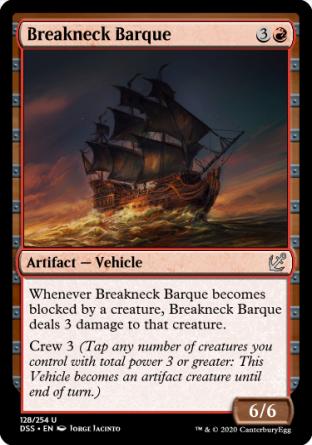 Breakneck Barque 3
Artifact — Vehicle
Whenever Breakneck Barque becomes
blocked by a creature, Breakneck Barque
deals 3 damage to that creature.
Crew 3 (Tap any number of creatures you
control with total power 3 or greater: This
Vehicle becomes an artifact creature until
end of turn.)
6/6
128/254 U
DSS • EN Jorge Jacinto
™ & © 2020 CanterburyEgg